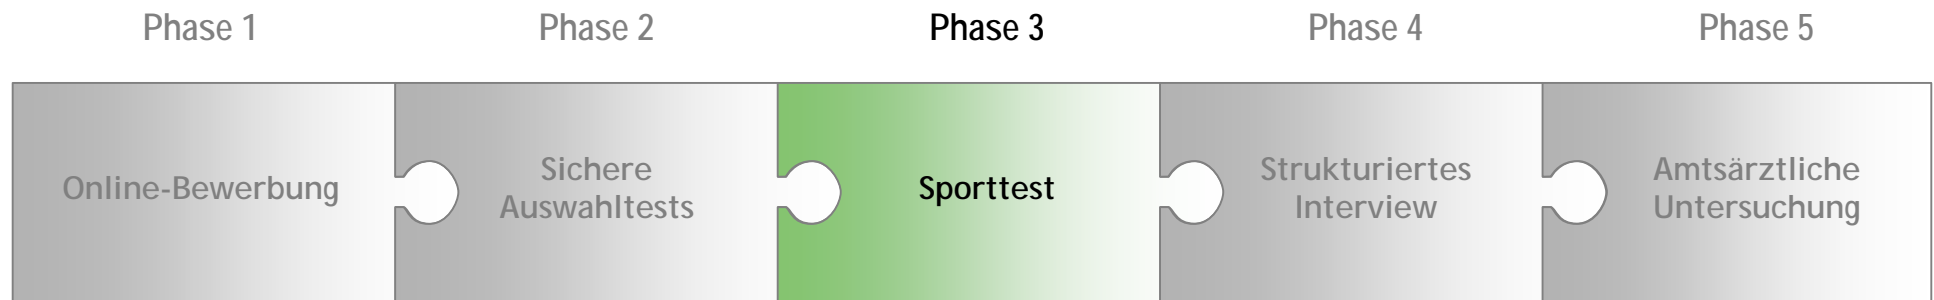 Phase 1
Phase 2
Phase 3
Phase 4
Phase 5
Online-Bewerbung
Sichere
Auswahltests
Sporttest
Strukturiertes
Interview
Amtsärztliche
Untersuchung